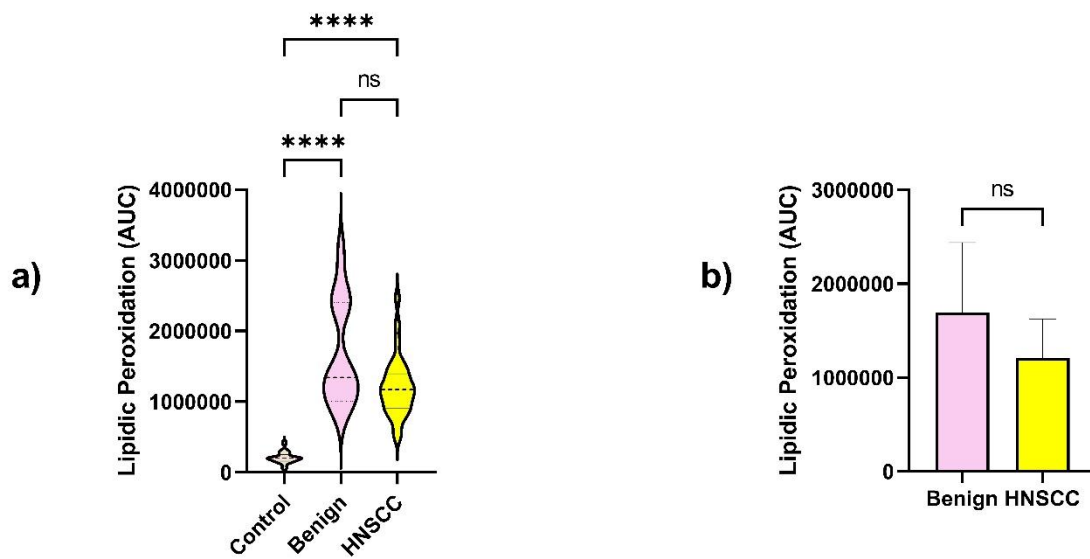 a)
****
ns
****
Lipidic Peroxidation (AUC)
4000000
3000000
2000000
1000000
0
Control
Benign
HNSCC
b)
ns
Lipidic Peroxidation (AUC)
3000000
2000000
1000000
0
Benign HNSCC